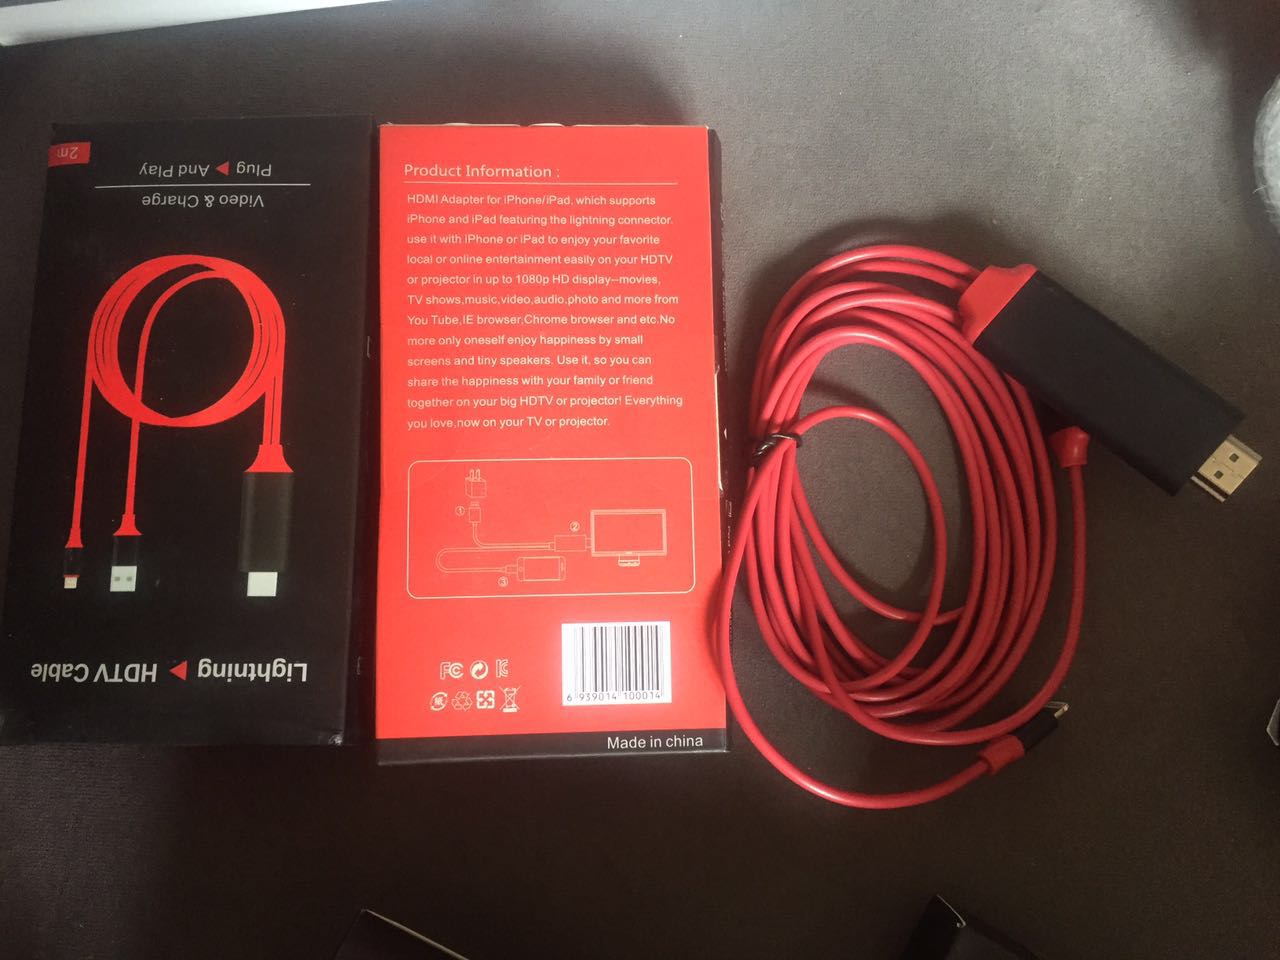 2m
Plug And Play
Video & Charge
Lightning HDTV Cable
Product Information :
HDMI Adapter for iPhone/iPad, which supports
iPhone and iPad featuring the lightning connector.
use it with iPhone or iPad to enjoy your favorite
local or online entertainment easily on your HDTV
or projector in up to 1080p HD display--movies,
TV shows,music,video,audio,photo and more from
You Tube,IE browser,Chrome browser and etc.No
more only oneself enjoy happiness by small
screens and tiny speakers. Use it, so you can
share the happiness with your family or friend
together on your big HDTV or projector! Everything
you love,now on your TV or projector.
①
②
③
FC
6 939014 100014
Made in china